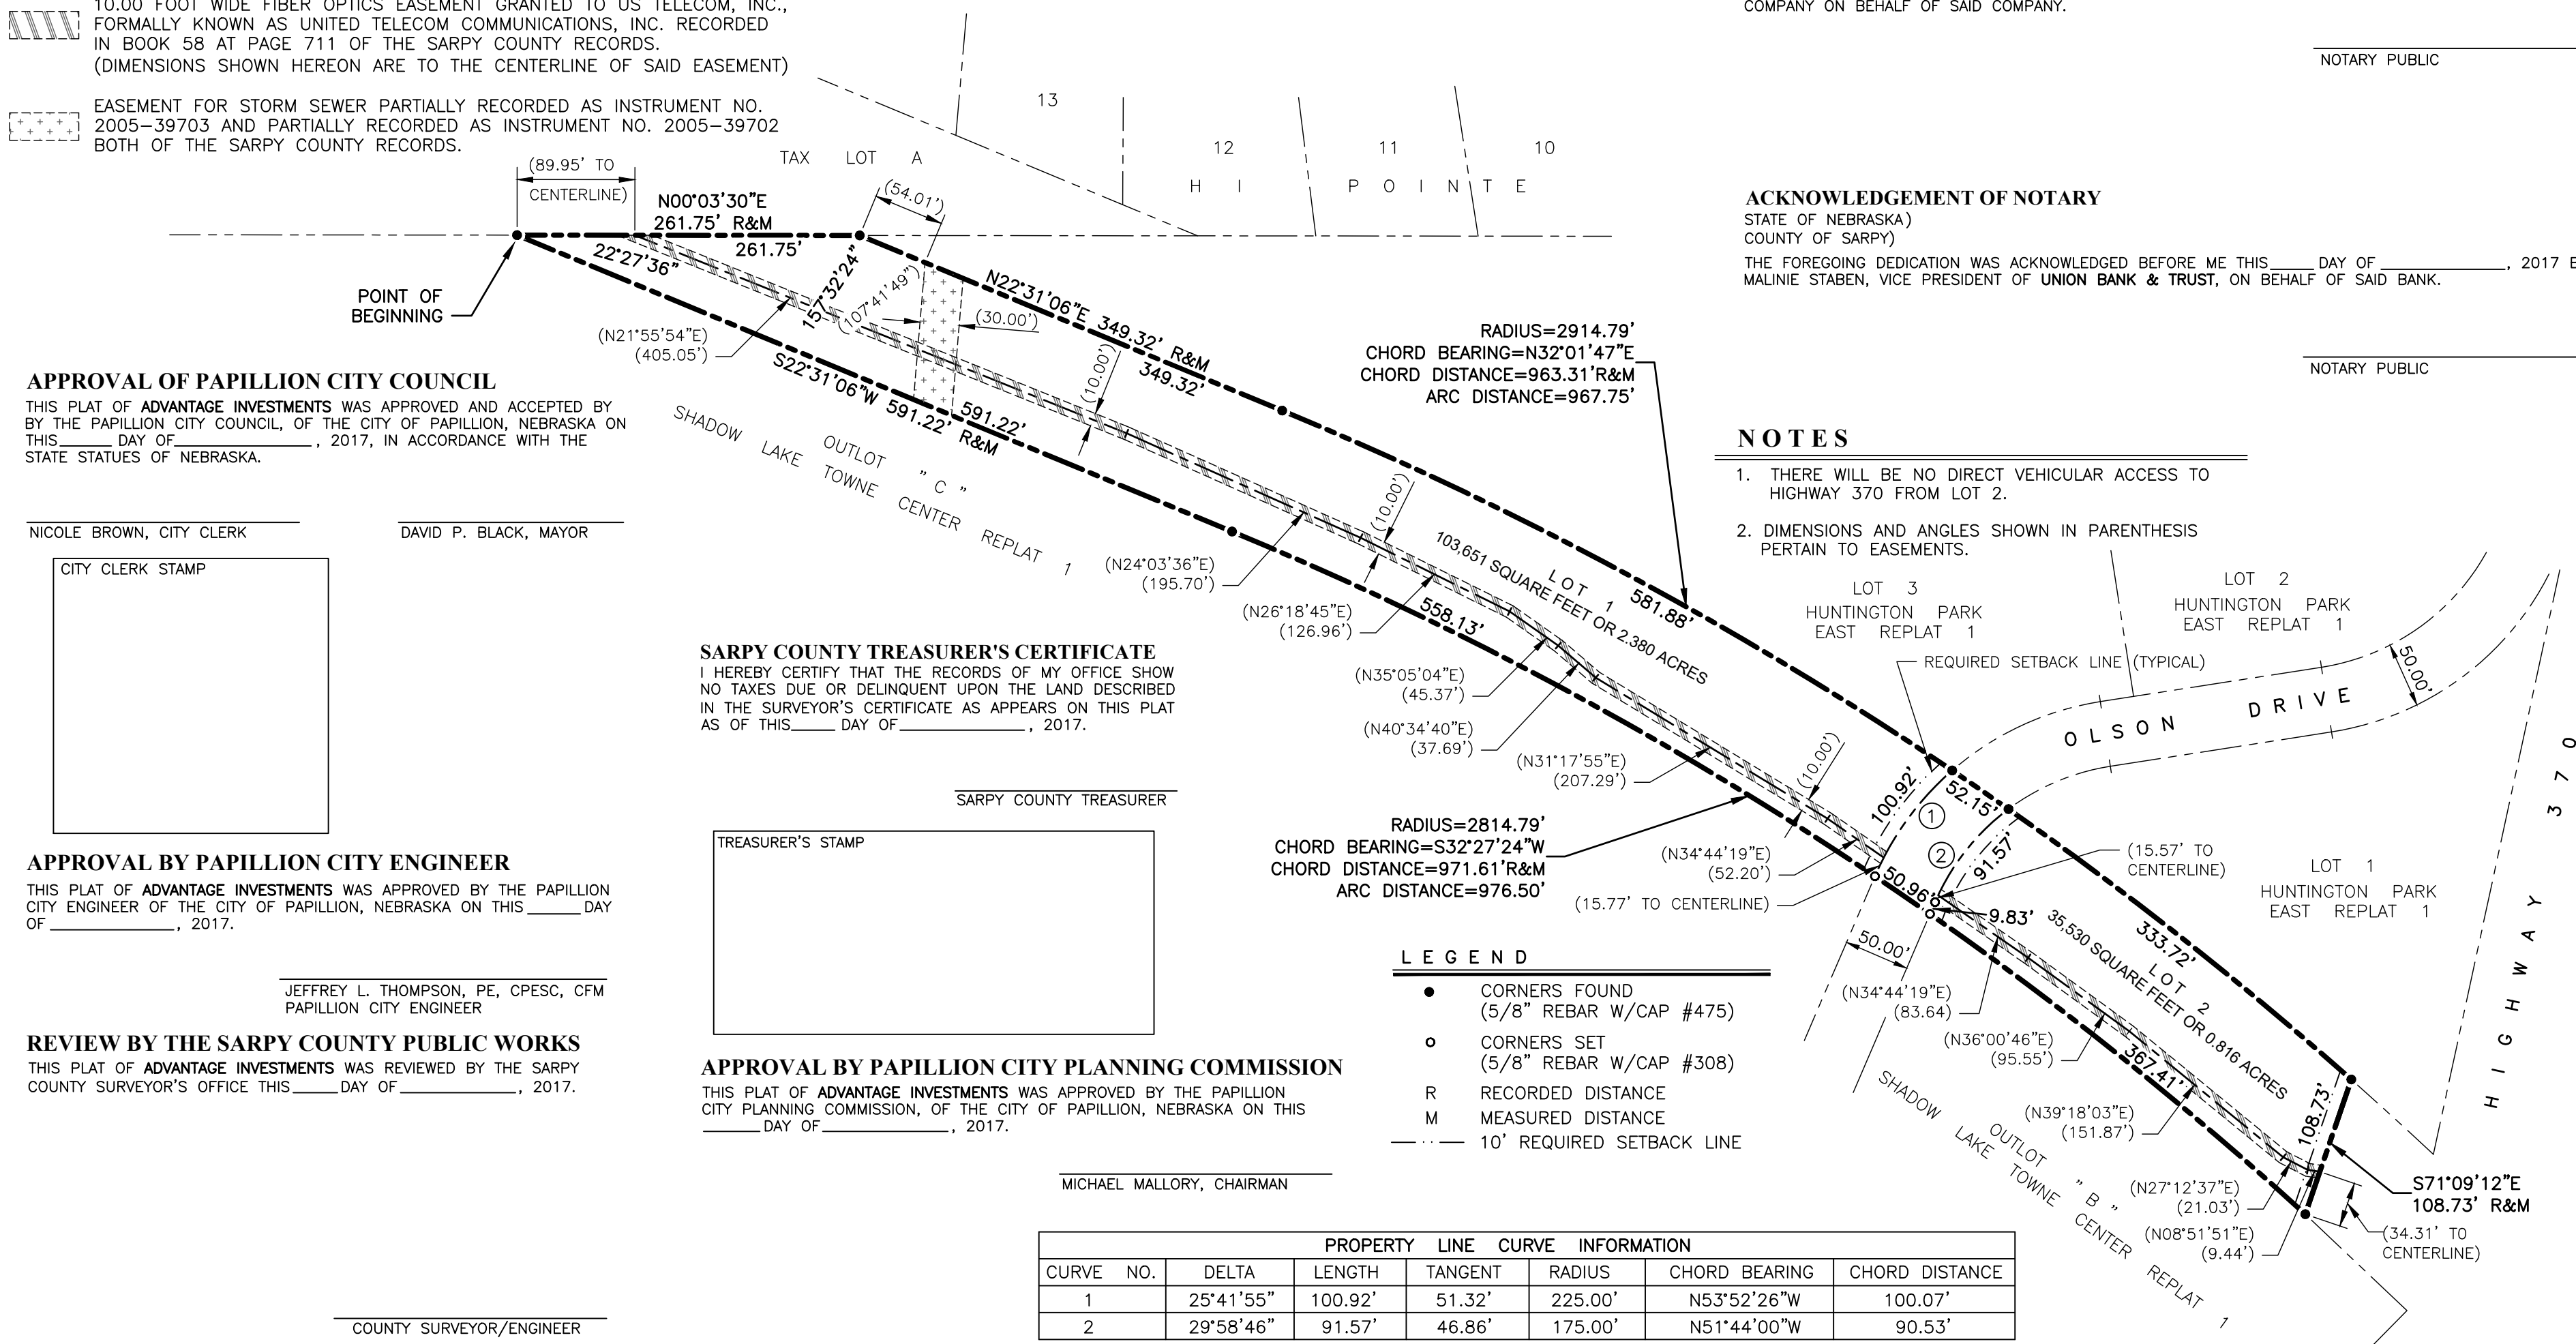 10.00 FOOT WIDE FIBER OPTICS EASEMENT GRANTED TO US TELECOM, INC.,
FORMALLY KNOWN AS UNITED TELECOM COMMUNICATIONS, INC. RECORDED
IN BOOK 58 AT PAGE 711 OF THE SARPY COUNTY RECORDS.
(DIMENSIONS SHOWN HEREON ARE TO THE CENTERLINE OF SAID EASEMENT)
EASEMENT FOR STORM SEWER PARTIALLY RECORDED AS INSTRUMENT NO.
2005-39703 AND PARTIALLY RECORDED AS INSTRUMENT NO. 2005-39702
BOTH OF THE SARPY COUNTY RECORDS.
COMPANY ON BEHALF OF SAID COMPANY.
NOTARY PUBLIC
ACKNOWLEDGEMENT OF NOTARY
STATE OF NEBRASKA)
COUNTY OF SARPY)
THE FOREGOING DEDICATION WAS ACKNOWLEDGED BEFORE ME THIS____ DAY OF ____________, 2017
MALINIE STABEN, VICE PRESIDENT OF UNION BANK & TRUST, ON BEHALF OF SAID BANK.
NOTARY PUBLIC
(89.95' TO
CENTERLINE)
TAX LOT A
13
12
11
10
HI POINTE
N00°03'30"E
261.75' R&M
261.75'
(54.01')
22°27'36"
157°32'24"
(107°41'49")
(30.00')
N22°31'06"E 349.32' R&M
349.32'
POINT OF
BEGINNING
(N21°55'54"E)
(405.05')
S22°31'06"W 591.22' R&M
591.22'
(10.00')
OUTLOT "C"
SHADOW LAKE TOWNE CENTER REPLAT 1
RADIUS=2914.79'
CHORD BEARING=N32°01'47"E
CHORD DISTANCE=963.31'R&M
ARC DISTANCE=967.75'
(10.00')
103,651 SQUARE FEET OR 2.380 ACRES
LOT 1
581.88'
(N24°03'36"E)
(195.70')
(N26°18'45"E)
(126.96')
558.13'
(N35°05'04"E)
(45.37')
(N40°34'40"E)
(37.69')
(N31°17'55"E)
(207.29')
(10.00')
RADIUS=2814.79'
CHORD BEARING=S32°27'24"W
CHORD DISTANCE=971.61'R&M
ARC DISTANCE=976.50'
(N34°44'19"E)
(52.20')
(15.77' TO CENTERLINE)
NOTES
1. THERE WILL BE NO DIRECT VEHICULAR ACCESS TO
HIGHWAY 370 FROM LOT 2.
2. DIMENSIONS AND ANGLES SHOWN IN PARENTHESIS
PERTAIN TO EASEMENTS.
LOT 3
HUNTINGTON PARK
EAST REPLAT 1
LOT 2
HUNTINGTON PARK
EAST REPLAT 1
REQUIRED SETBACK LINE (TYPICAL)
50.00'
OLSON DRIVE
HIGHWAY 370
100.92'
52.15'
1
2
91.57'
50.96'
(15.57' TO
CENTERLINE)
9.83'
50.00'
LOT 1
HUNTINGTON PARK
EAST REPLAT 1
333.72'
LOT 2
35,530 SQUARE FEET OR 0.816 ACRES
(N34°44'19"E)
(83.64)
(N36°00'46"E)
(95.55')
367.41'
(N39°18'03"E)
(151.87')
(N27°12'37"E)
(21.03')
(N08°51'51"E)
(9.44')
108.73'
S71°09'12"E
108.73' R&M
(34.31' TO
CENTERLINE)
OUTLOT "B"
SHADOW LAKE TOWNE CENTER REPLAT 1
APPROVAL OF PAPILLION CITY COUNCIL
THIS PLAT OF ADVANTAGE INVESTMENTS WAS APPROVED AND ACCEPTED BY
BY THE PAPILLION CITY COUNCIL, OF THE CITY OF PAPILLION, NEBRASKA ON
THIS_____ DAY OF_____________, 2017, IN ACCORDANCE WITH THE
STATE STATUES OF NEBRASKA.
NICOLE BROWN, CITY CLERK
DAVID P. BLACK, MAYOR
CITY CLERK STAMP
APPROVAL BY PAPILLION CITY ENGINEER
THIS PLAT OF ADVANTAGE INVESTMENTS WAS APPROVED BY THE PAPILLION
CITY ENGINEER OF THE CITY OF PAPILLION, NEBRASKA ON THIS _____ DAY
OF ____________, 2017.
JEFFREY L. THOMPSON, PE, CPESC, CFM
PAPILLION CITY ENGINEER
REVIEW BY THE SARPY COUNTY PUBLIC WORKS
THIS PLAT OF ADVANTAGE INVESTMENTS WAS REVIEWED BY THE SARPY
COUNTY SURVEYOR'S OFFICE THIS____ DAY OF ___________, 2017.
COUNTY SURVEYOR/ENGINEER
SARPY COUNTY TREASURER'S CERTIFICATE
I HEREBY CERTIFY THAT THE RECORDS OF MY OFFICE SHOW
NO TAXES DUE OR DELINQUENT UPON THE LAND DESCRIBED
IN THE SURVEYOR'S CERTIFICATE AS APPEARS ON THIS PLAT
AS OF THIS____ DAY OF____________, 2017.
SARPY COUNTY TREASURER
TREASURER'S STAMP
APPROVAL BY PAPILLION CITY PLANNING COMMISSION
THIS PLAT OF ADVANTAGE INVESTMENTS WAS APPROVED BY THE PAPILLION
CITY PLANNING COMMISSION, OF THE CITY OF PAPILLION, NEBRASKA ON THIS
______DAY OF____________, 2017.
MICHAEL MALLORY, CHAIRMAN
LEGEND
CORNERS FOUND
(5/8" REBAR W/CAP #475)
CORNERS SET
(5/8" REBAR W/CAP #308)
R RECORDED DISTANCE
M MEASURED DISTANCE
10' REQUIRED SETBACK LINE
PROPERTY LINE CURVE INFORMATION
CURVE NO. DELTA LENGTH TANGENT RADIUS CHORD BEARING CHORD DISTANCE
1 25°41'55" 100.92' 51.32' 225.00' N53°52'26"W 100.07'
2 29°58'46" 91.57' 46.86' 175.00' N51°44'00"W 90.53'